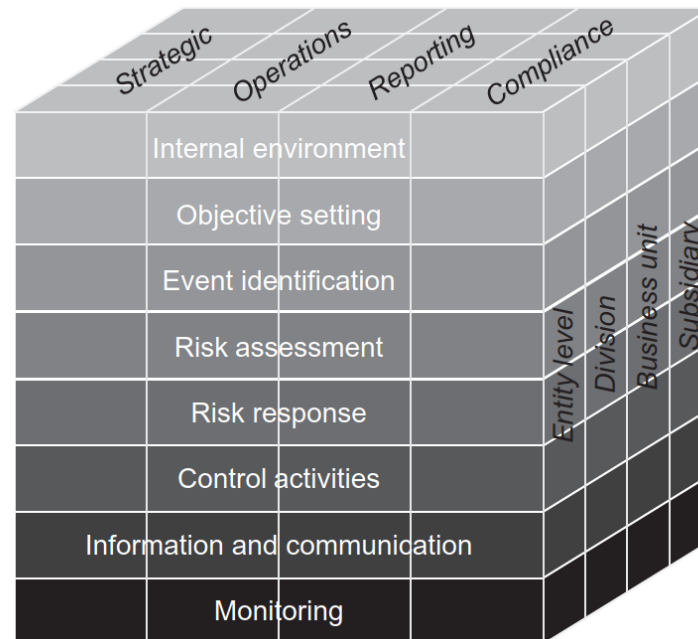 Strategic
Operations
Reporting
Compliance
Internal environment
Objective setting
Event identification
Risk assessment
Risk response
Control activities
Information and communication
Monitoring
Entity level
Division
Business unit
Subsidiary